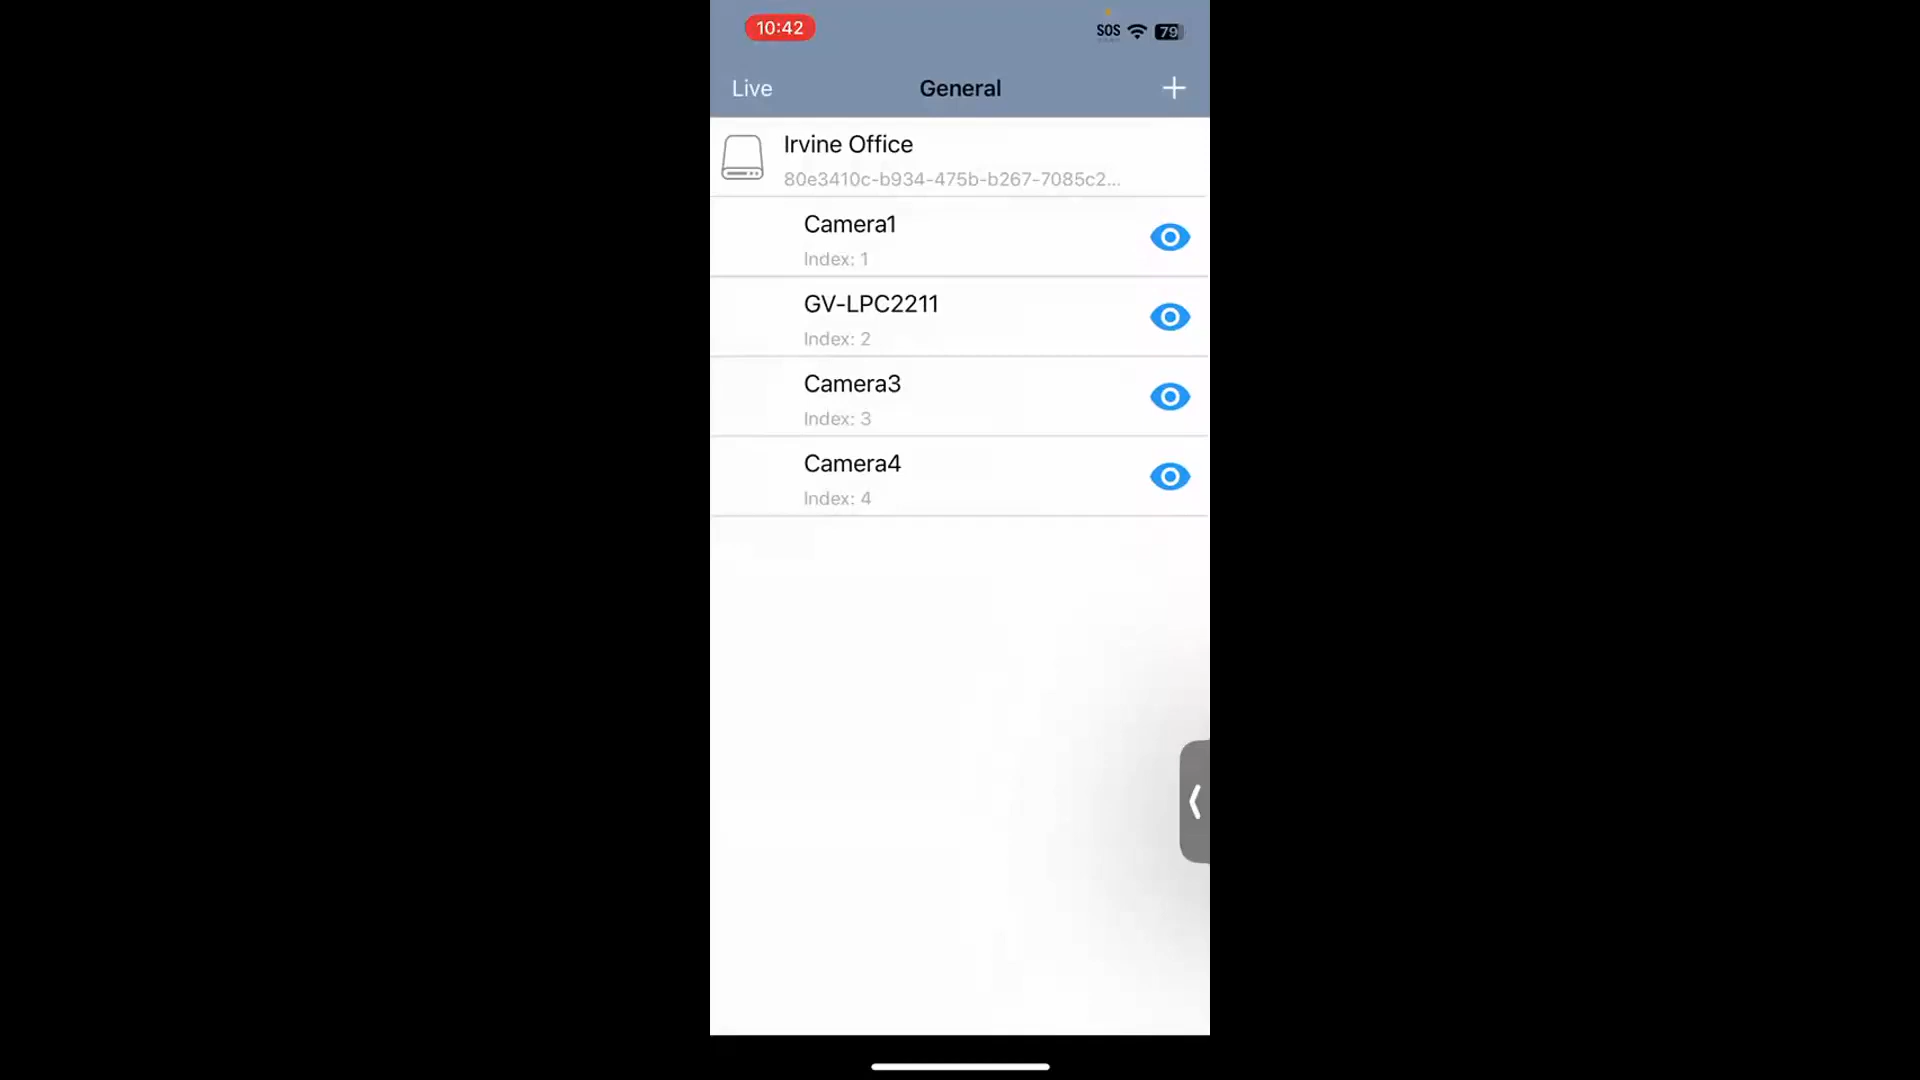 10:42
SOS
79
Live
General
Irvine Office
80e3410c-b934-475b-b267-7085c2...
Camera1
Index: 1
GV-LPC2211
Index: 2
Camera3
Index: 3
Camera4
Index: 4